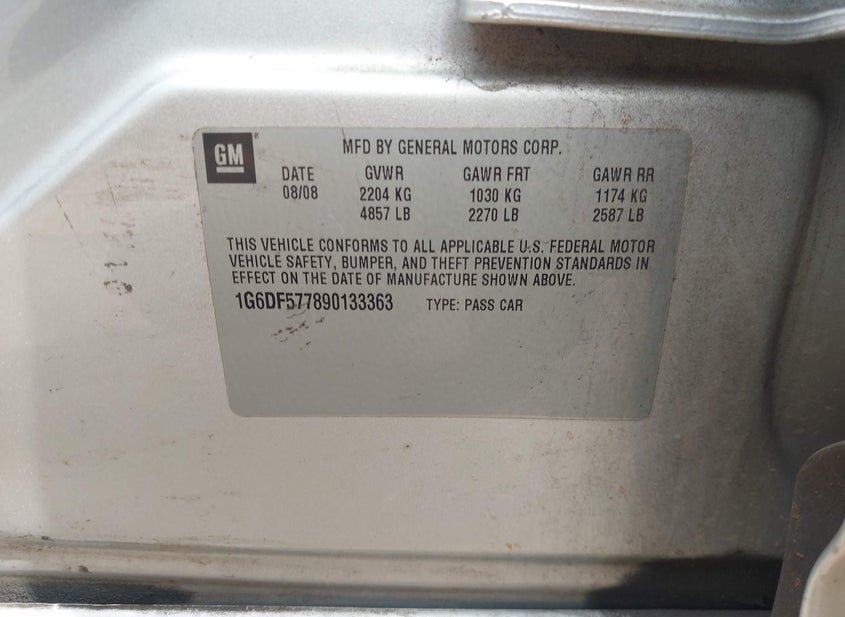 GM
MFD BY GENERAL MOTORS CORP.
DATE GVWR GAWR FRT GAWR RR
08/08 2204 KG 1030 KG 1174 KG
4857 LB 2270 LB 2587 LB
THIS VEHICLE CONFORMS TO ALL APPLICABLE U.S. FEDERAL MOTOR
VEHICLE SAFETY, BUMPER, AND THEFT PREVENTION STANDARDS IN
EFFECT ON THE DATE OF MANUFACTURE SHOWN ABOVE.
1G6DF577890133363 TYPE: PASS CAR